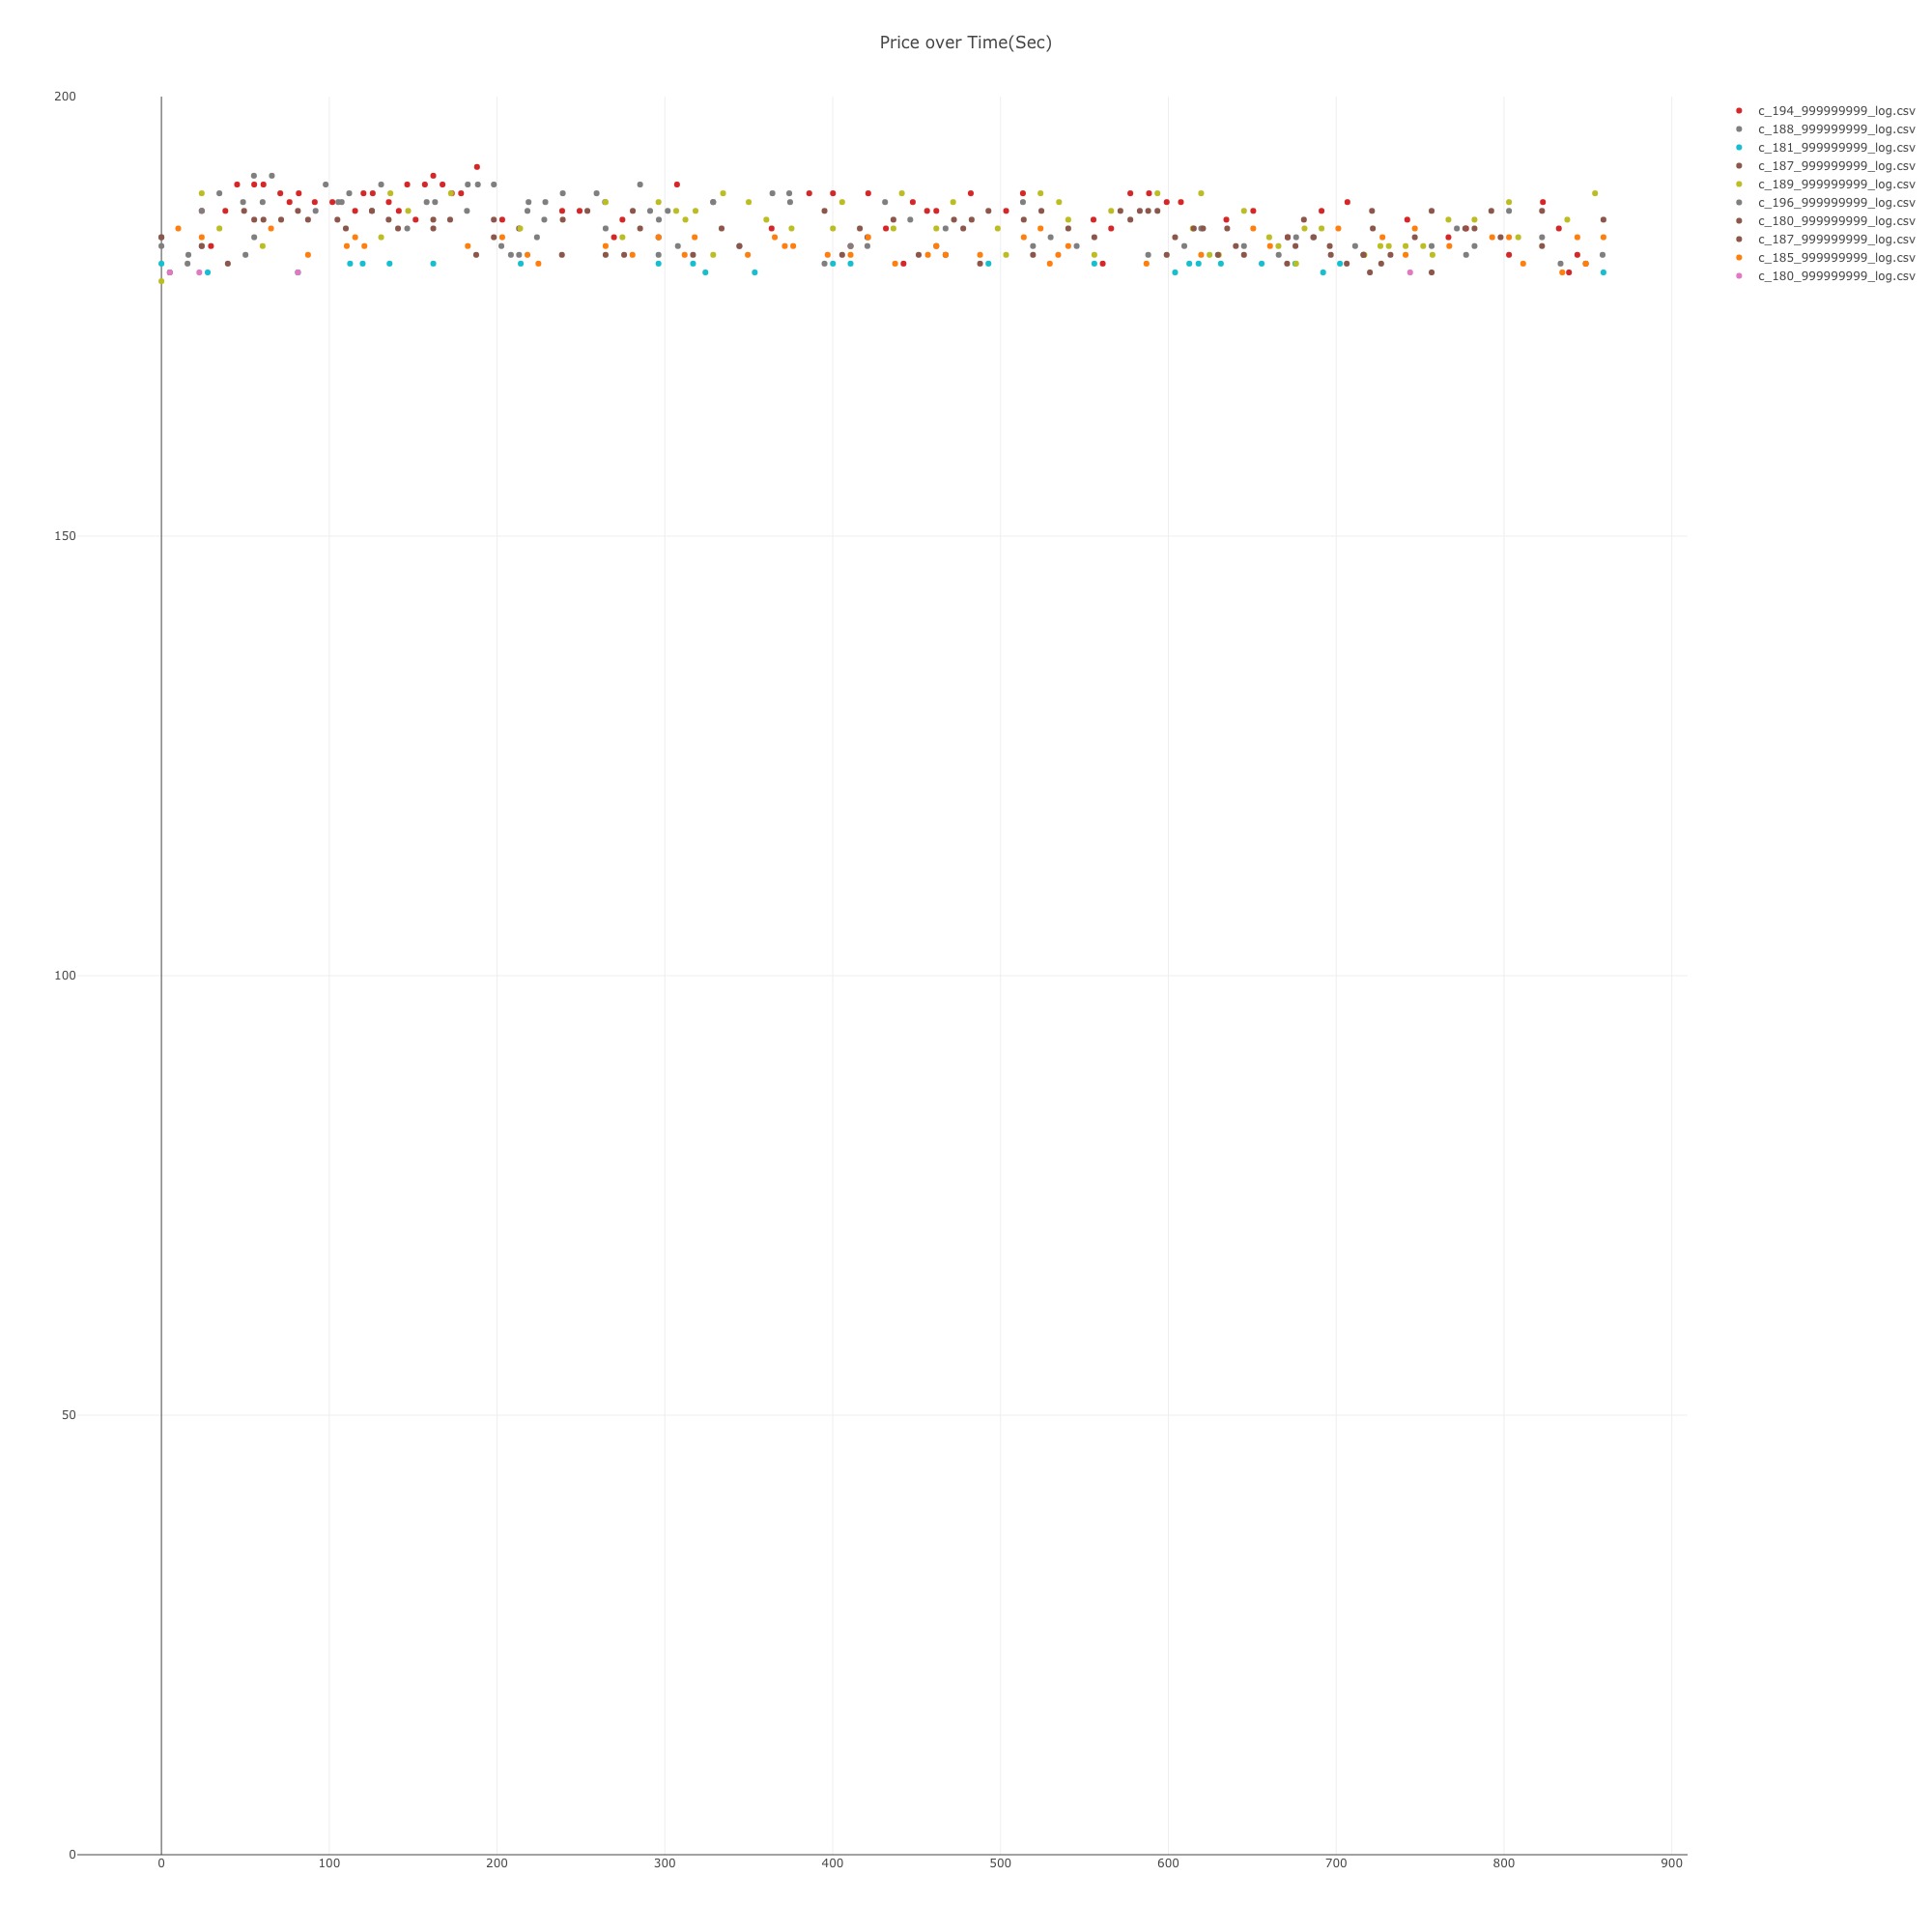 Price over Time(Sec)
200
150
100
50
0
0 100 200 300 400 500 600 700 800 900
c_194_999999999_log.csv
c_188_999999999_log.csv
c_181_999999999_log.csv
c_187_999999999_log.csv
c_189_999999999_log.csv
c_196_999999999_log.csv
c_180_999999999_log.csv
c_187_999999999_log.csv
c_185_999999999_log.csv
c_180_999999999_log.csv